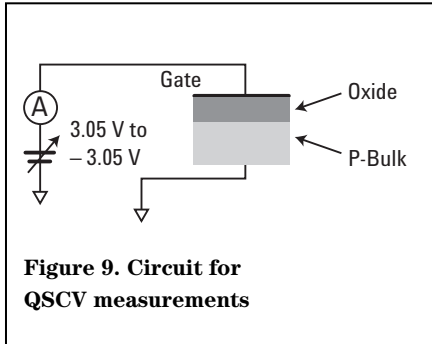 Gate
Oxide
A
3.05 V to
– 3.05 V
P-Bulk
Figure 9. Circuit for
QSCV measurements